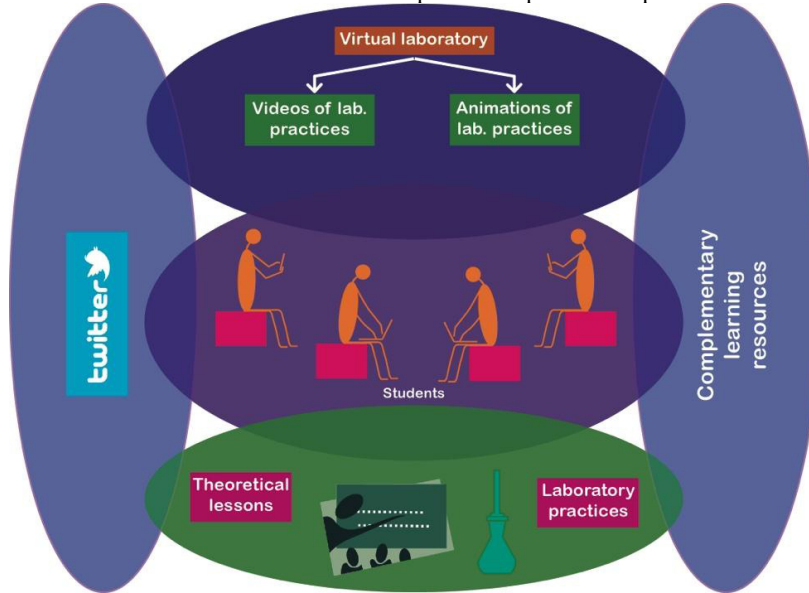 Virtual laboratory
Videos of lab.
practices
Animations of
lab. practices
twitter
Complementary
learning
resources
Students
Theoretical
lessons
Laboratory
practices